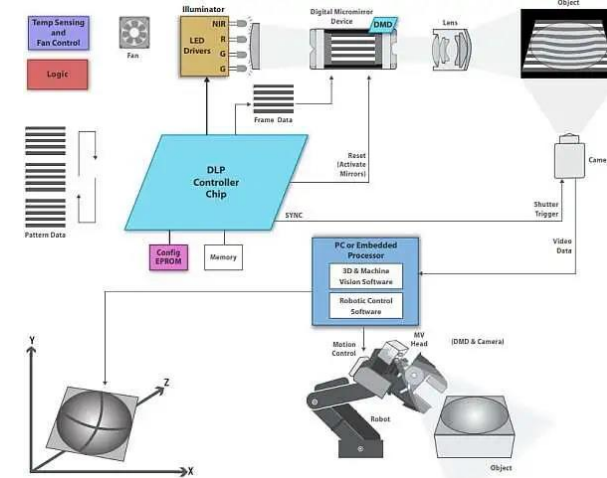 Temp Sensing
and
Fan Control
Logic
Fan
Illuminator
LED
Drivers
NIR
R
G
G
Digital Micromirror
Device
DMD
Lens
Object
Frame Data
Pattern Data
DLP
Controller
Chip
Reset
(Activate
Mirrors)
SYNC
Shutter
Trigger
Came
Video
Data
Config
EPROM
Memory
PC or Embedded
Processor
3D & Machine
Vision Software
Robotic Control
Software
Motion
Control
MV
Head
(DMD & Camera)
Robot
Object
Y
Z
X